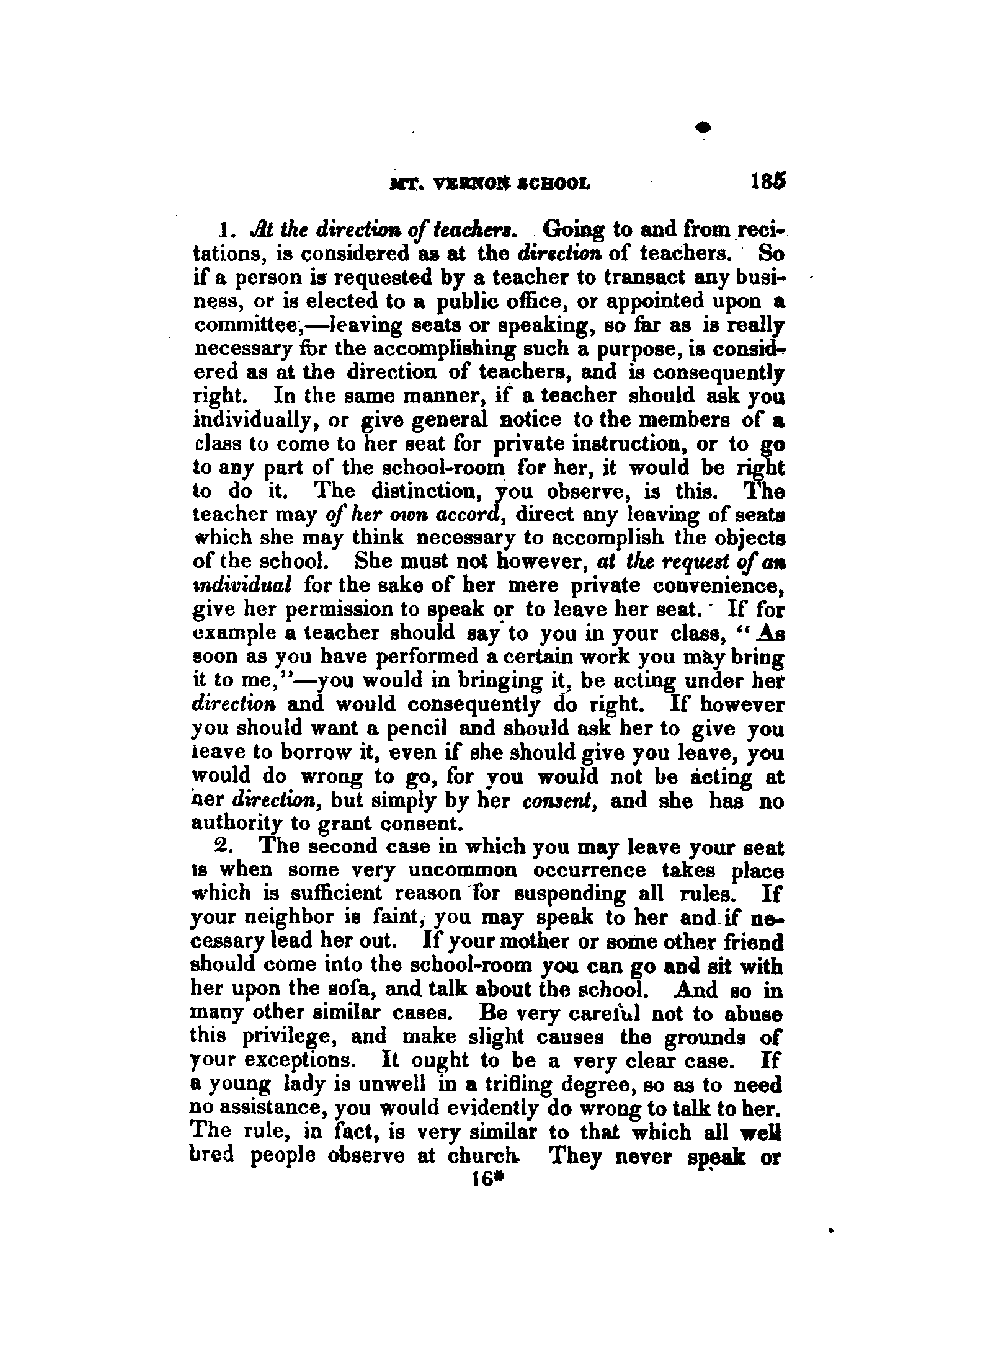 MT. VERNON SCHOOL 185
1. At the direction of teachers. Going to and from reci-
tations, is considered as at the direction of teachers. So
if a person is requested by a teacher to transact any busi-
ness, or is elected to a public office, or appointed upon a
committee;—leaving seats or speaking, so far as is really
necessary for the accomplishing such a purpose, is consid-
ered as at the direction of teachers, and is consequently
right. In the same manner, if a teacher should ask you
individually, or give general notice to the members of a
class to come to her seat for private instruction, or to go
to any part of the school-room for her, it would be right
to do it. The distinction, you observe, is this. The
teacher may of her own accord, direct any leaving of seats
which she may think necessary to accomplish the objects
of the school. She must not however, at the request of an
individual for the sake of her mere private convenience,
give her permission to speak or to leave her seat. If for
example a teacher should say to you in your class, “As
soon as you have performed a certain work you may bring
it to me,”—you would in bringing it, be acting under her
direction and would consequently do right. If however
you should want a pencil and should ask her to give you
leave to borrow it, even if she should give you leave, you
would do wrong to go, for you would not be acting at
her direction, but simply by her consent, and she has no
authority to grant consent.
2. The second case in which you may leave your seat
is when some very uncommon occurrence takes place
which is sufficient reason for suspending all rules. If
your neighbor is faint, you may speak to her and if ne-
cessary lead her out. If your mother or some other friend
should come into the school-room you can go and sit with
her upon the sofa, and talk about the school. And so in
many other similar cases. Be very careful not to abuse
this privilege, and make slight causes the grounds of
your exceptions. It ought to be a very clear case. If
a young lady is unwell in a trifling degree, so as to need
no assistance, you would evidently do wrong to talk to her.
The rule, in fact, is very similar to that which all well
bred people observe at church. They never speak or
16*